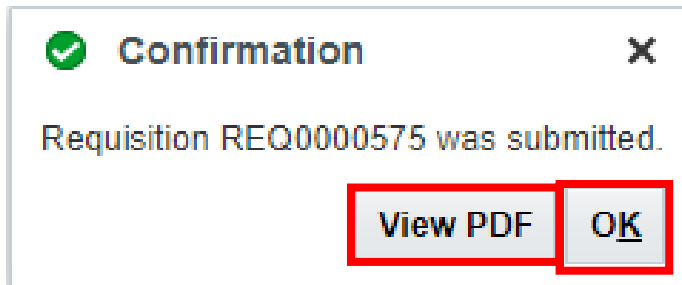 Confirmation
Requisition REQ0000575 was submitted.
View PDF OK